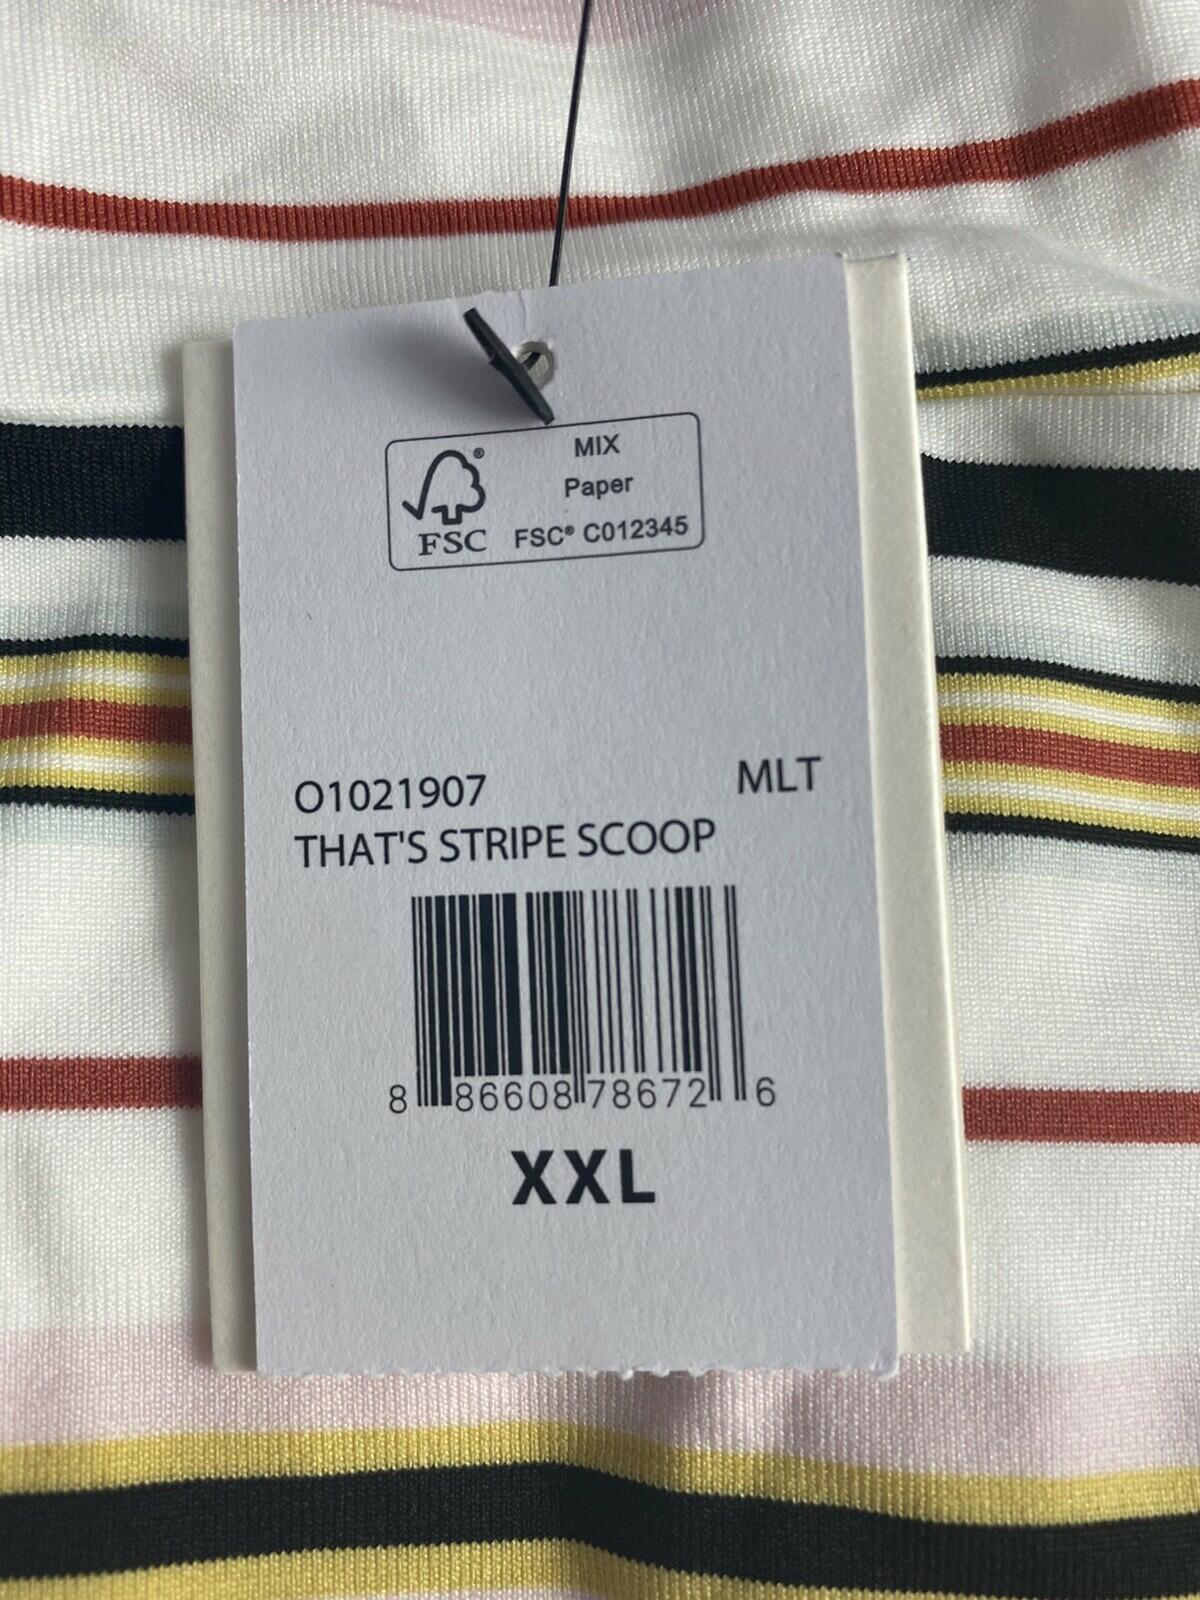 MIX
Paper
FSC® C012345
®
FSC
O1021907 MLT
THAT'S STRIPE SCOOP
8 86608 78672 6
XXL